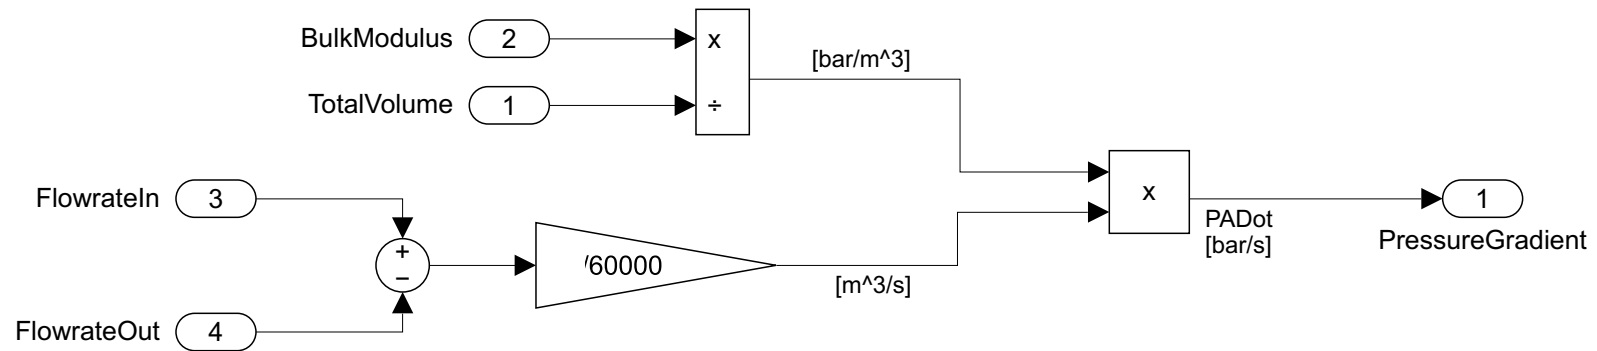 BulkModulus 2
x
[bar/m^3]
TotalVolume 1
÷
FlowrateIn 3
x
1
PADot
[bar/s]
PressureGradient
+
−
/60000
[m^3/s]
FlowrateOut 4